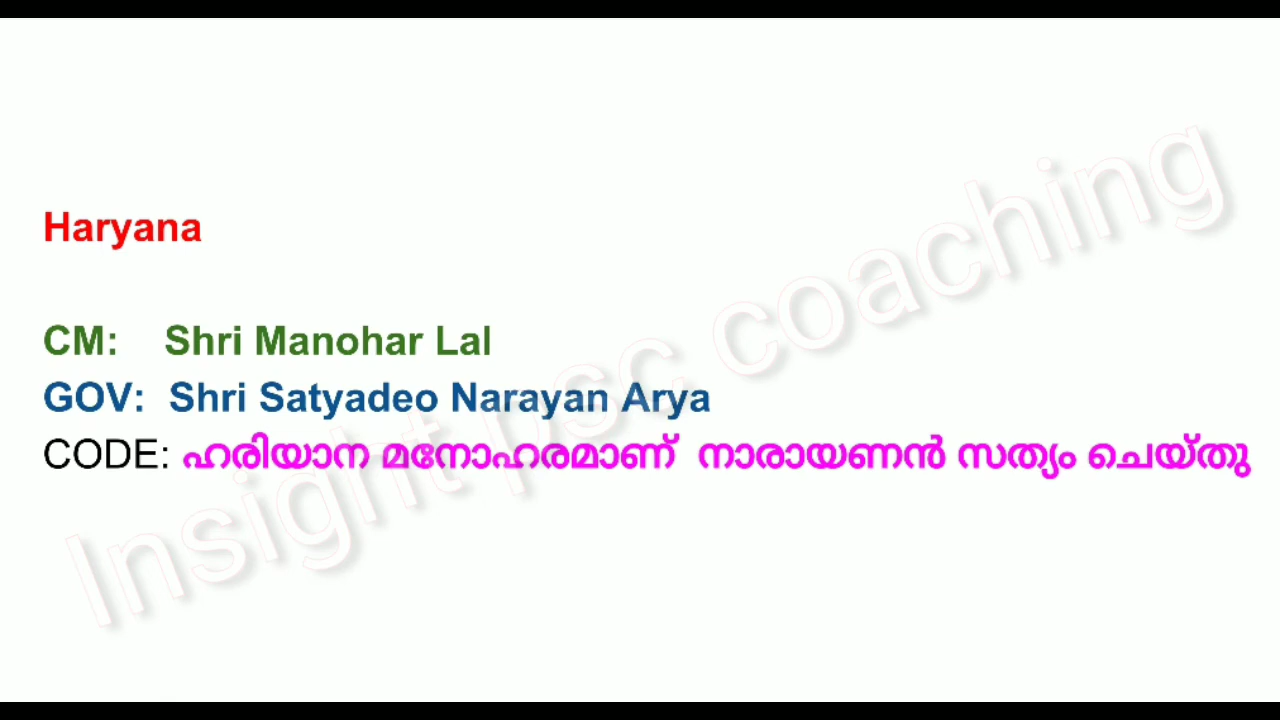 Haryana
CM: Shri Manohar Lal
GOV: Shri Satyadeo Narayan Arya
CODE: ഹരിയാന മനോഹരമാണ് നാരായണൻ സത്യം ചെയ്തു
Insight psc coaching